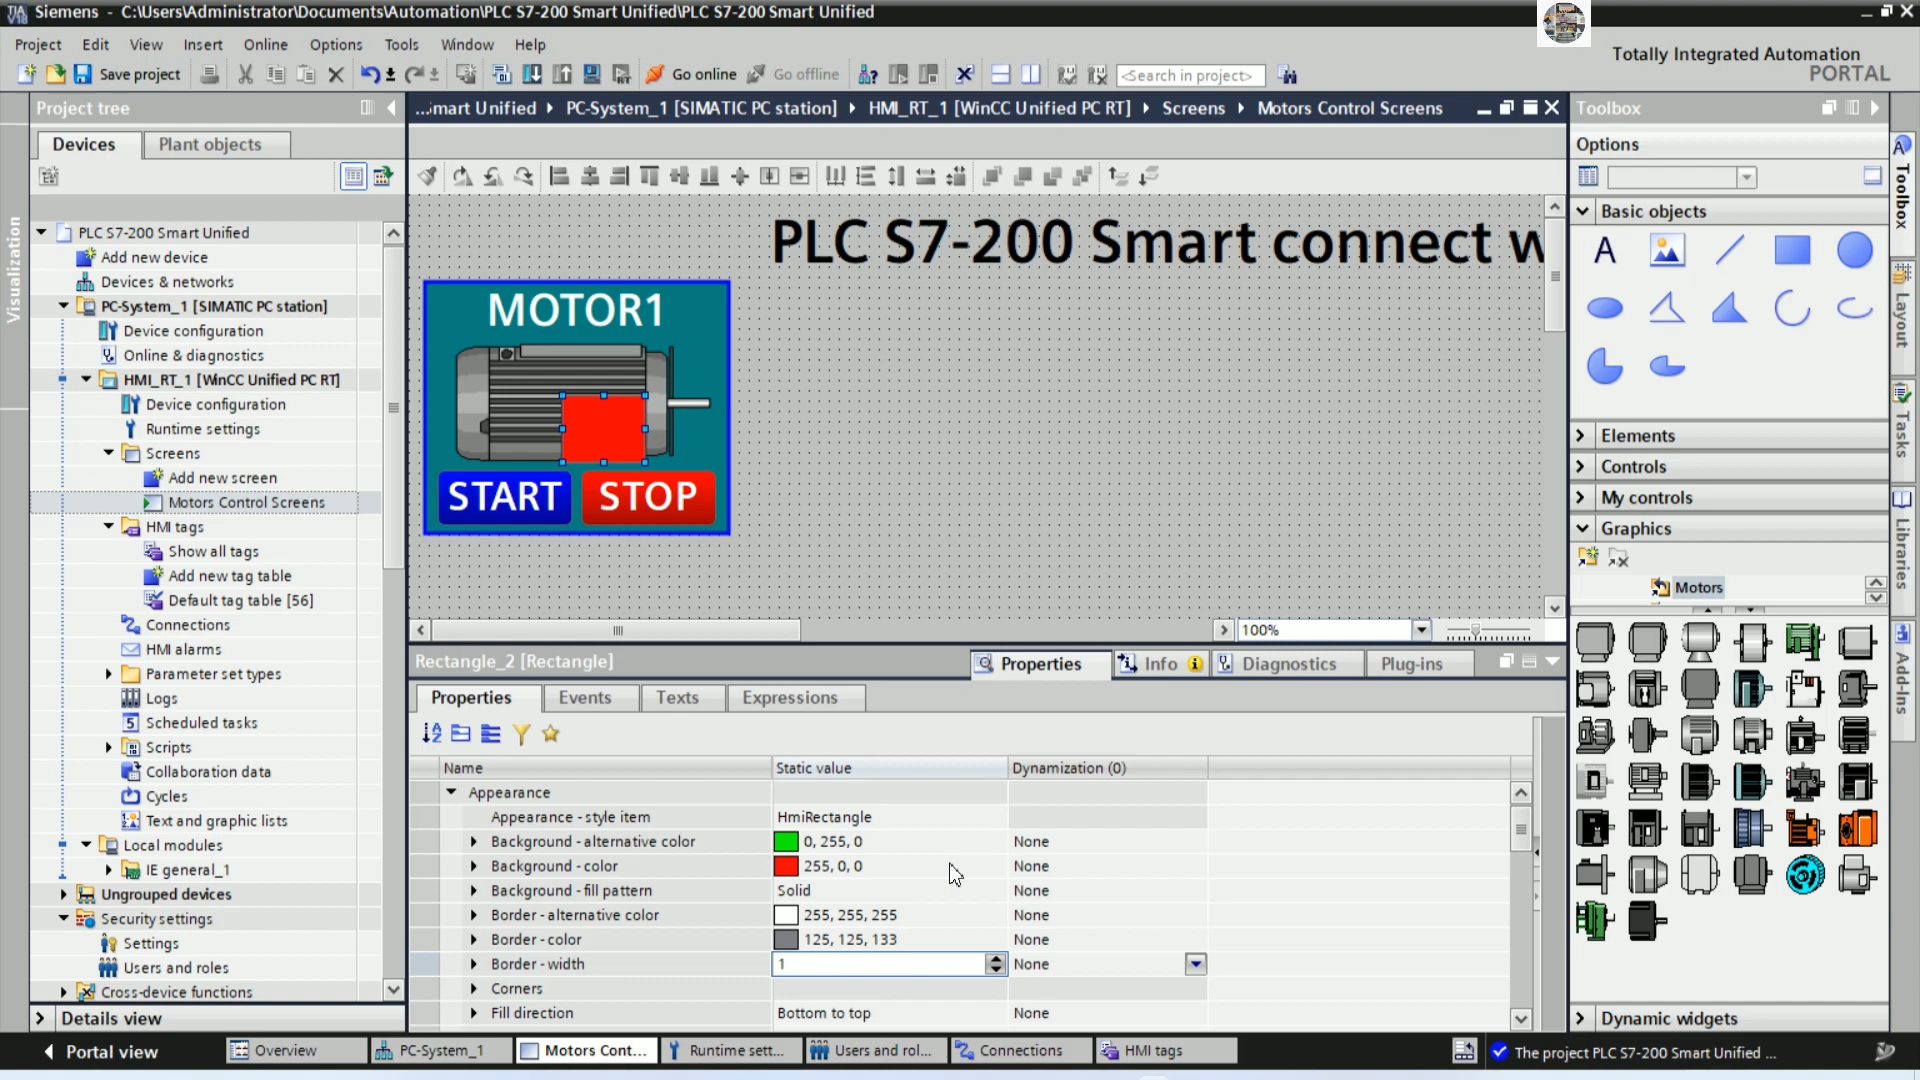 Siemens - C:\Users\Administrator\Documents\Automation\PLC S7-200 Smart Unified\PLC S7-200 Smart Unified
Project Edit View Insert Online Options Tools Window Help
Totally Integrated Automation
PORTAL
Save project
Go online
Go offline
<Search in project>
Project tree
...mart Unified
PC-System_1 [SIMATIC PC station]
HMI_RT_1 [WinCC Unified PC RT]
Screens
Motors Control Screens
Toolbox
Devices
Plant objects
Options
Visualization
PLC S7-200 Smart Unified
Add new device
Devices & networks
PC-System_1 [SIMATIC PC station]
Device configuration
Online & diagnostics
HMI_RT_1 [WinCC Unified PC RT]
Device configuration
Runtime settings
Screens
Add new screen
Motors Control Screens
HMI tags
Show all tags
Add new tag table
Default tag table [56]
Connections
HMI alarms
Parameter set types
Logs
Scheduled tasks
Scripts
Collaboration data
Cycles
Text and graphic lists
Local modules
IE general_1
Ungrouped devices
Security settings
Settings
Users and roles
Cross-device functions
Details view
PLC S7-200 Smart connect w
MOTOR1
START
STOP
100%
Rectangle_2 [Rectangle]
Properties
Info
Diagnostics
Plug-ins
Properties
Events
Texts
Expressions
Name Static value Dynamization (0)
Appearance
Appearance - style item HmiRectangle
Background - alternative color 0, 255, 0 None
Background - color 255, 0, 0 None
Background - fill pattern Solid None
Border - alternative color 255, 255, 255 None
Border - color 125, 125, 133 None
Border - width 1 None
Corners
Fill direction Bottom to top None
Basic objects
Elements
Controls
My controls
Graphics
Motors
Dynamic widgets
Toolbox
Layout
Tasks
Libraries
Add-Ins
Portal view
Overview
PC-System_1
Motors Cont...
Runtime sett...
Users and rol...
Connections
HMI tags
The project PLC S7-200 Smart Unified ...